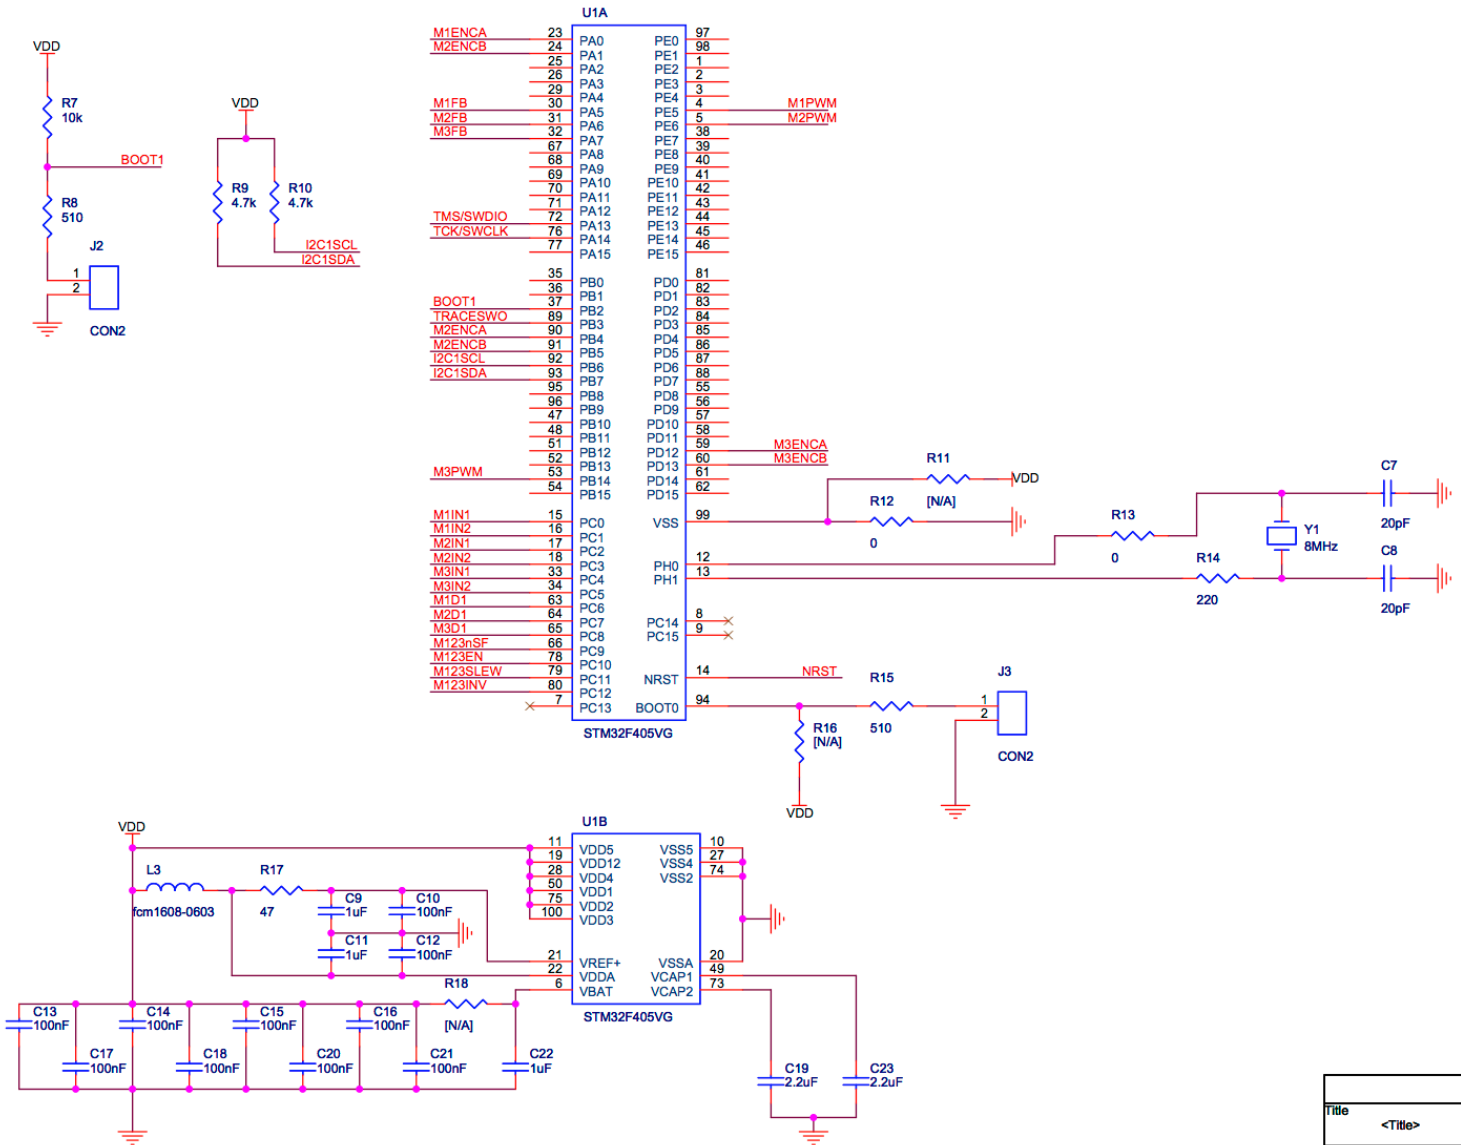 VDD
R7
10k
BOOT1
R8
510
J2
1
2
CON2
VDD
R9
4.7k
R10
4.7k
I2C1SCL
I2C1SDA
U1A
M1ENCA 23 PA0
M2ENCB 24 PA1
25 PA2
26 PA3
29 PA4
M1FB 30 PA5
M2FB 31 PA6
M3FB 32 PA7
67 PA8
68 PA9
69 PA10
70 PA11
71 PA12
TMS/SWDIO 72 PA13
TCK/SWCLK 76 PA14
77 PA15
35 PB0
36 PB1
BOOT1 37 PB2
TRACESWO 89 PB3
M2ENCA 90 PB4
M2ENCB 91 PB5
I2C1SCL 92 PB6
I2C1SDA 93 PB7
95 PB8
96 PB9
47 PB10
48 PB11
51 PB12
52 PB13
M3PWM 53 PB14
54 PB15
M1IN1 15 PC0
M1IN2 16 PC1
M2IN1 17 PC2
M2IN2 18 PC3
M3IN1 33 PC4
M3IN2 34 PC5
M1D1 63 PC6
M2D1 64 PC7
M3D1 65 PC8
M123nSF 66 PC9
M123EN 78 PC10
M123SLEW 79 PC11
M123INV 80 PC12
7 PC13
PE0 97
PE1 98
PE2 1
PE3 2
PE4 3
PE5 4 M1PWM
PE6 5 M2PWM
PE7 38
PE8 39
PE9 40
PE10 41
PE11 42
PE12 43
PE13 44
PE14 45
PE15 46
PD0 81
PD1 82
PD2 83
PD3 84
PD4 85
PD5 86
PD6 87
PD7 88
PD8 55
PD9 56
PD10 57
PD11 58
PD12 59 M3ENCA
PD13 60 M3ENCB
PD14 61
PD15 62
VSS 99
PH0 12
PH1 13
PC14 8
PC15 9
NRST 14 NRST
BOOT0 94
STM32F405VG
R11
[N/A]
VDD
R12
0
R13
0
R14
220
Y1
8MHz
C7
20pF
C8
20pF
R15
510
R16
[N/A]
VDD
J3
1
2
CON2
VDD
L3
fcm1608-0603
R17
47
C9
1uF
C10
100nF
C11
1uF
C12
100nF
R18
[N/A]
C13
100nF
C14
100nF
C15
100nF
C16
100nF
C17
100nF
C18
100nF
C20
100nF
C21
100nF
C22
1uF
U1B
11 VDD5
19 VDD12
28 VDD4
50 VDD1
75 VDD2
100 VDD3
21 VREF+
22 VDDA
6 VBAT
VSS5 10
VSS4 27
VSS2 74
VSSA 20
VCAP1 49
VCAP2 73
STM32F405VG
C19
2.2uF
C23
2.2uF
Title
<Title>